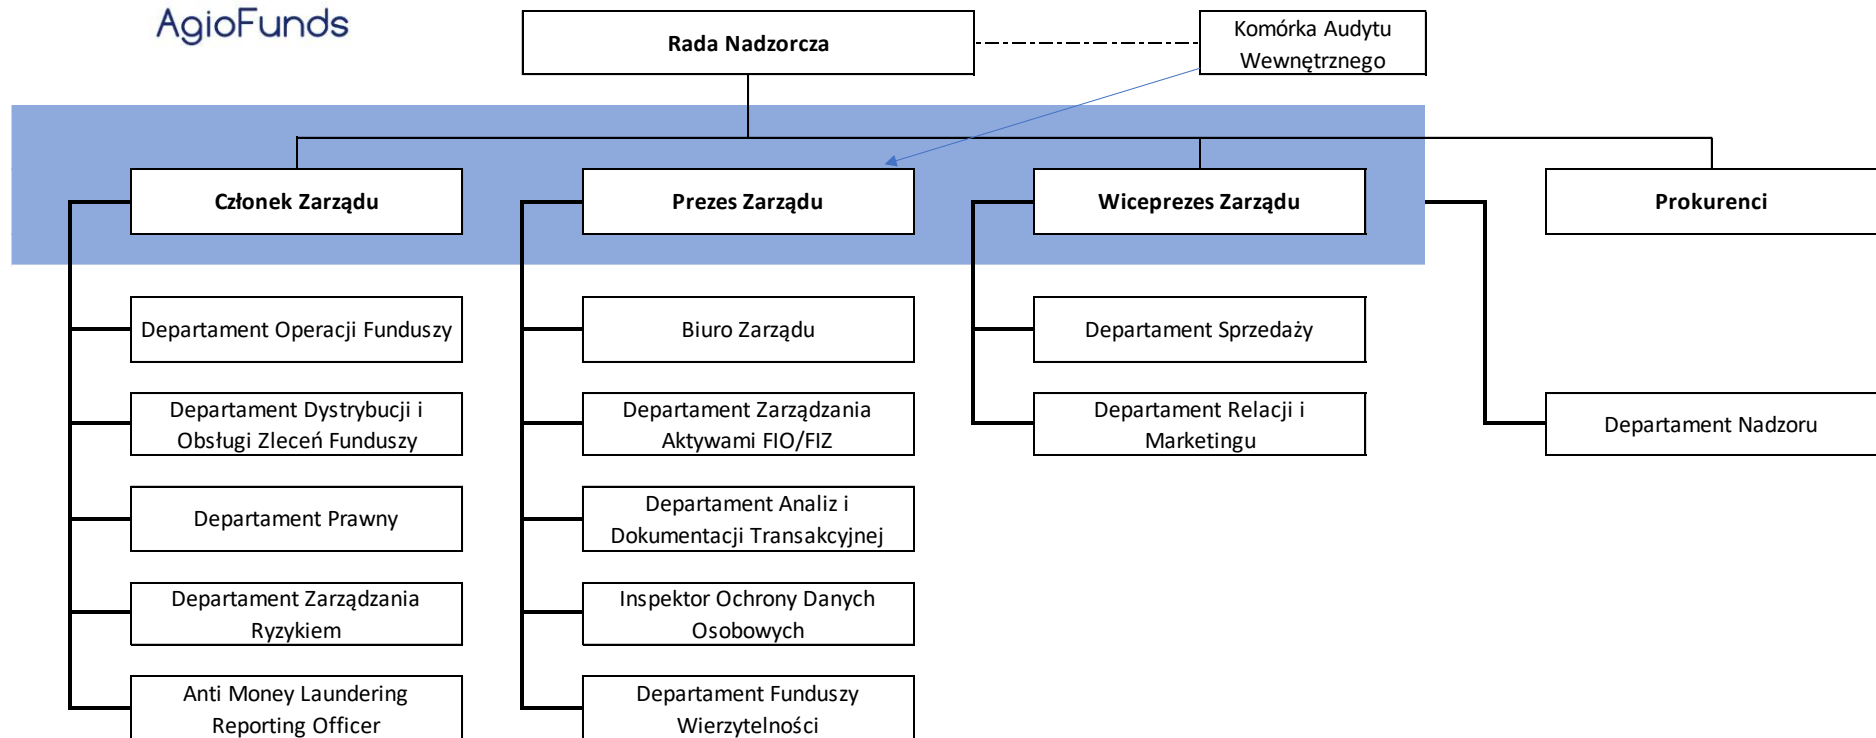 AgioFunds
Rada Nadzorcza
Komórka Audytu
Wewnętrznego
Członek Zarządu
Prezes Zarządu
Wiceprezes Zarządu
Prokurenci
Departament Operacji Funduszy
Biuro Zarządu
Departament Sprzedaży
Departament Dystrybucji i
Obsługi Zleceń Funduszy
Departament Zarządzania
Aktywami FIO/FIZ
Departament Relacji i
Marketingu
Departament Nadzoru
Departament Prawny
Departament Analiz i
Dokumentacji Transakcyjnej
Departament Zarządzania
Ryzykiem
Inspektor Ochrony Danych
Osobowych
Anti Money Laundering
Reporting Officer
Departament Funduszy
Wierzytelności